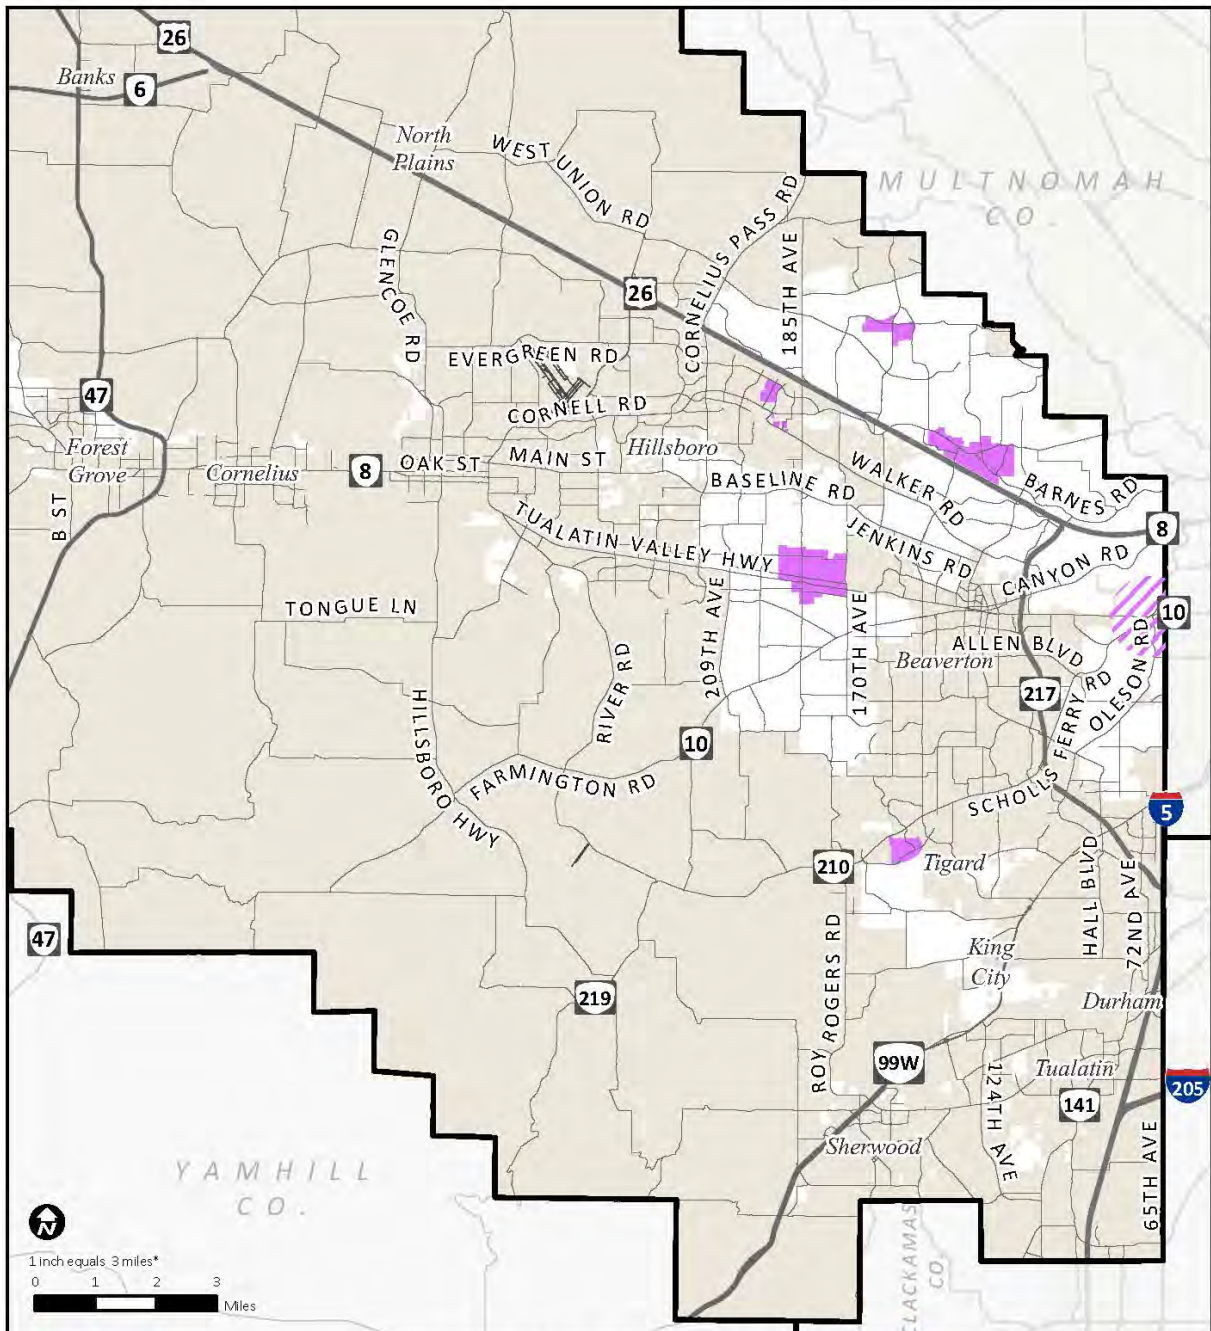 26
Banks
6
North
Plains
WEST UNION RD
MULTNOMAH
CO.
CORNELIUS PASS RD
185TH AVE
GLENCOE RD
26
EVERGREEN RD
47
CORNELL RD
Forest
Grove
Cornelius
8
OAK ST
MAIN ST
Hillsboro
WALKER RD
BARNES RD
BASELINE RD
B ST
TUALATIN VALLEY HWY
JENKINS RD
8
CANYON RD
TONGUE LN
209TH AVE
170TH AVE
10
ALLEN BLVD
Beaverton
OLESON RD
RIVER RD
217
HILLSBORO HWY
10
SCHOLLS FERRY RD
FARMINGTON RD
5
210
Tigard
HALL BLVD
72ND AVE
47
King
City
219
ROY ROGERS RD
Durham
99W
Tualatin
205
124TH AVE
141
Sherwood
65TH AVE
YAMHILL
CO.
CLACKAMAS
CO.
N
1 inch equals 3 miles*
0 1 2 3
Miles